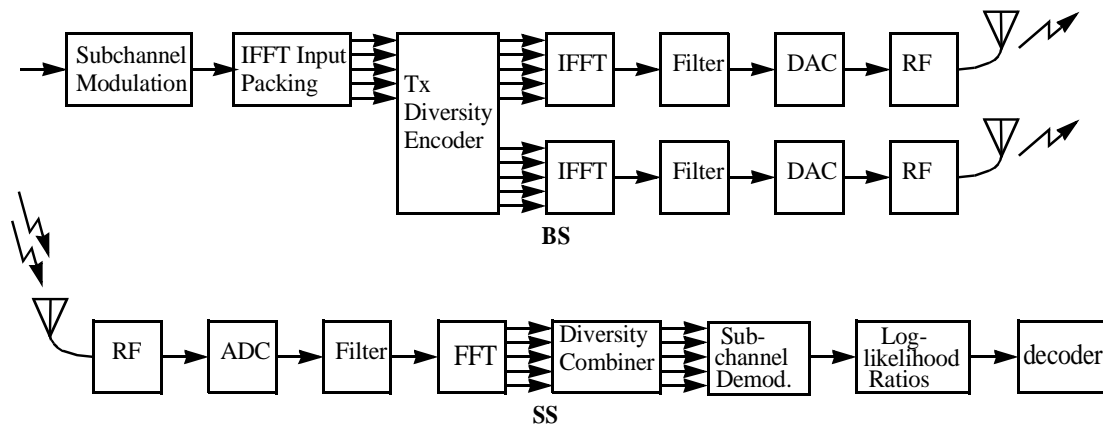 Subchannel
Modulation
IFFT Input
Packing
Tx
Diversity
Encoder
IFFT
Filter
DAC
RF
IFFT
Filter
DAC
RF
BS
RF
ADC
Filter
FFT
Diversity
Combiner
Sub-
channel
Demod.
Log-
likelihood
Ratios
decoder
SS